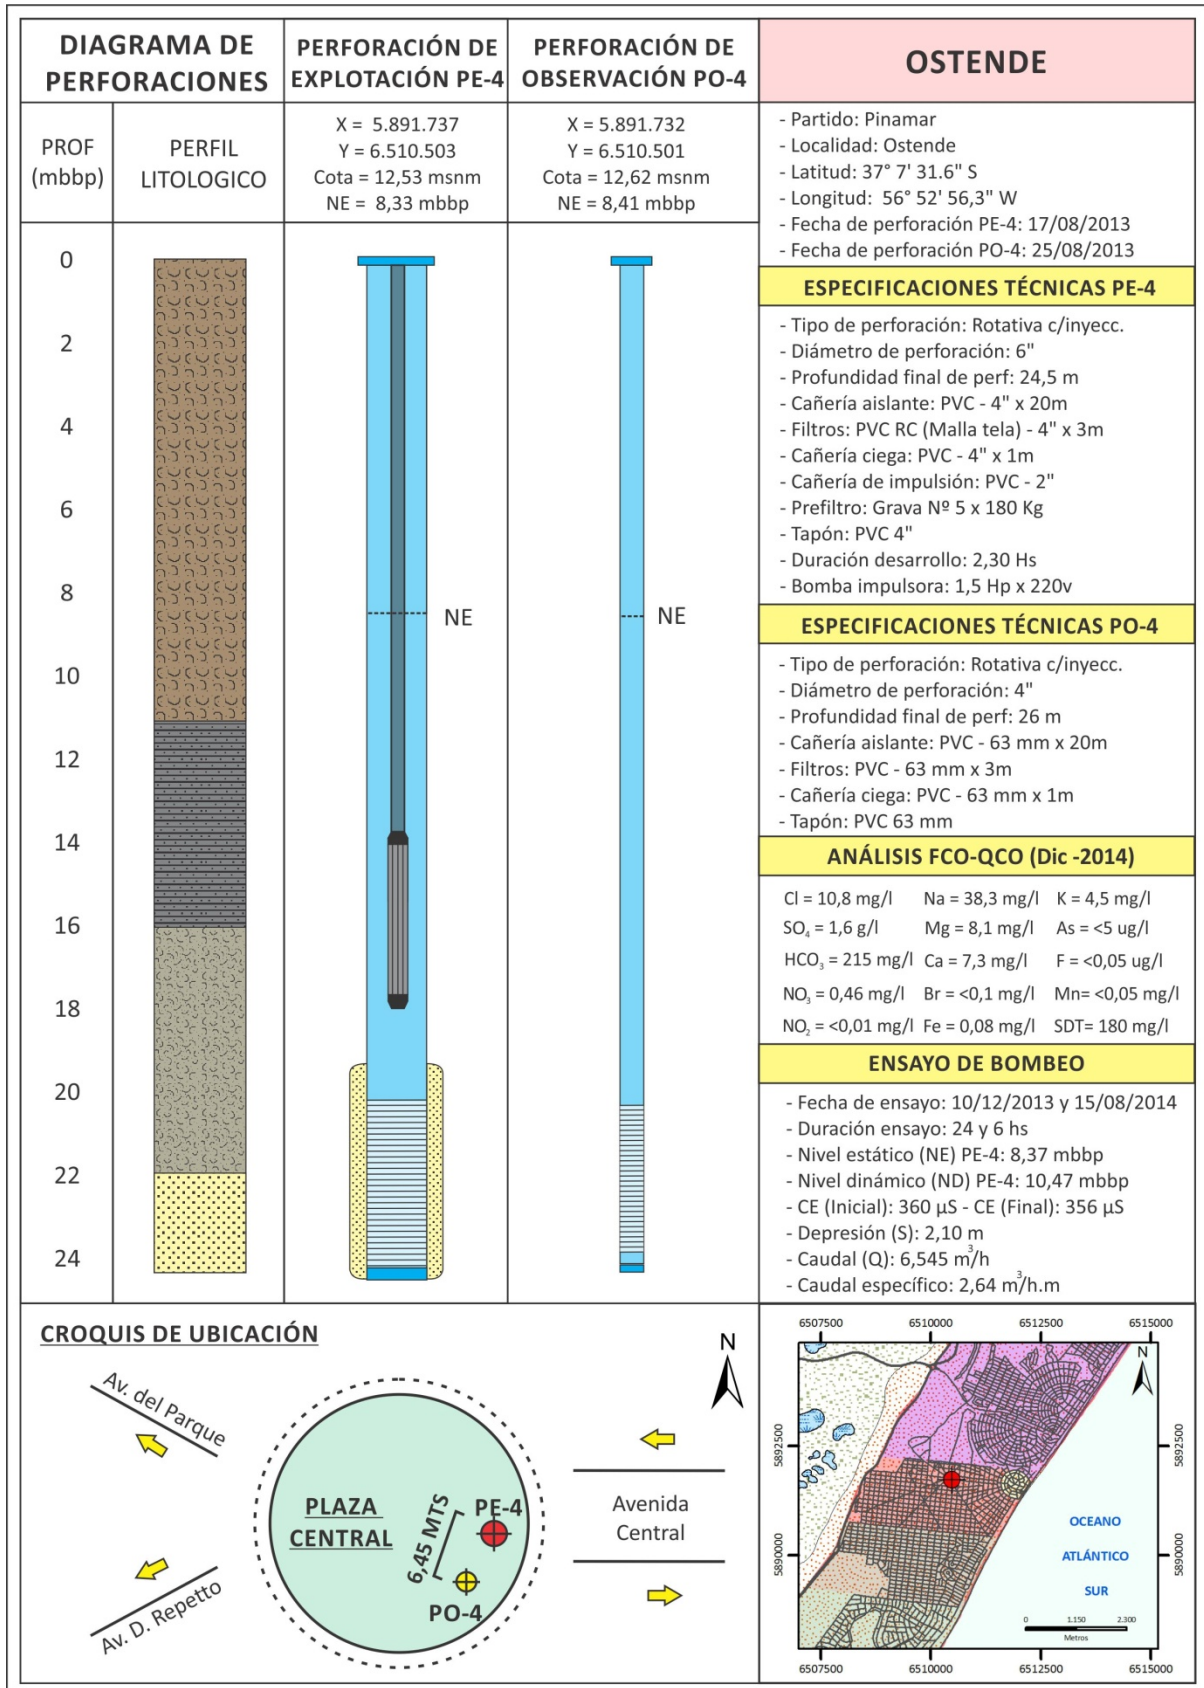 DIAGRAMA DE
PERFORACIONES
PERFORACIÓN DE
EXPLOTACIÓN PE-4
PERFORACIÓN DE
OBSERVACIÓN PO-4
OSTENDE
PROF
(mbbp)
PERFIL
LITOLOGICO
X = 5.891.737
Y = 6.510.503
Cota = 12,53 msnm
NE = 8,33 mbbp
X = 5.891.732
Y = 6.510.501
Cota = 12,62 msnm
NE = 8,41 mbbp
- Partido: Pinamar
- Localidad: Ostende
- Latitud: 37° 7' 31.6" S
- Longitud: 56° 52' 56,3" W
- Fecha de perforación PE-4: 17/08/2013
- Fecha de perforación PO-4: 25/08/2013
0
2
4
6
8
10
12
14
16
18
20
22
24
NE
NE
ESPECIFICACIONES TÉCNICAS PE-4
- Tipo de perforación: Rotativa c/inyecc.
- Diámetro de perforación: 6"
- Profundidad final de perf: 24,5 m
- Cañería aislante: PVC - 4" x 20m
- Filtros: PVC RC (Malla tela) - 4" x 3m
- Cañería ciega: PVC - 4" x 1m
- Cañería de impulsión: PVC - 2"
- Prefiltro: Grava Nº 5 x 180 Kg
- Tapón: PVC 4"
- Duración desarrollo: 2,30 Hs
- Bomba impulsora: 1,5 Hp x 220v
ESPECIFICACIONES TÉCNICAS PO-4
- Tipo de perforación: Rotativa c/inyecc.
- Diámetro de perforación: 4"
- Profundidad final de perf: 26 m
- Cañería aislante: PVC - 63 mm x 20m
- Filtros: PVC - 63 mm x 3m
- Cañería ciega: PVC - 63 mm x 1m
- Tapón: PVC 63 mm
ANÁLISIS FCO-QCO (Dic -2014)
Cl = 10,8 mg/l Na = 38,3 mg/l K = 4,5 mg/l
SO₄ = 1,6 g/l Mg = 8,1 mg/l As = <5 ug/l
HCO₃ = 215 mg/l Ca = 7,3 mg/l F = <0,05 ug/l
NO₃ = 0,46 mg/l Br = <0,1 mg/l Mn= <0,05 mg/l
NO₂ = <0,01 mg/l Fe = 0,08 mg/l SDT= 180 mg/l
ENSAYO DE BOMBEO
- Fecha de ensayo: 10/12/2013 y 15/08/2014
- Duración ensayo: 24 y 6 hs
- Nivel estático (NE) PE-4: 8,37 mbbp
- Nivel dinámico (ND) PE-4: 10,47 mbbp
- CE (Inicial): 360 µS - CE (Final): 356 µS
- Depresión (S): 2,10 m
- Caudal (Q): 6,545 m³/h
- Caudal específico: 2,64 m³/h.m
CROQUIS DE UBICACIÓN
N
Av. del Parque
Av. D. Repetto
PLAZA
CENTRAL
6,45 MTS
PE-4
PO-4
Avenida
Central
6507500 6510000 6512500 6515000
N
5892500
5892500
5890000
5890000
OCEANO
ATLÁNTICO
SUR
0 1.150 2.300
Metros
6507500 6510000 6512500 6515000